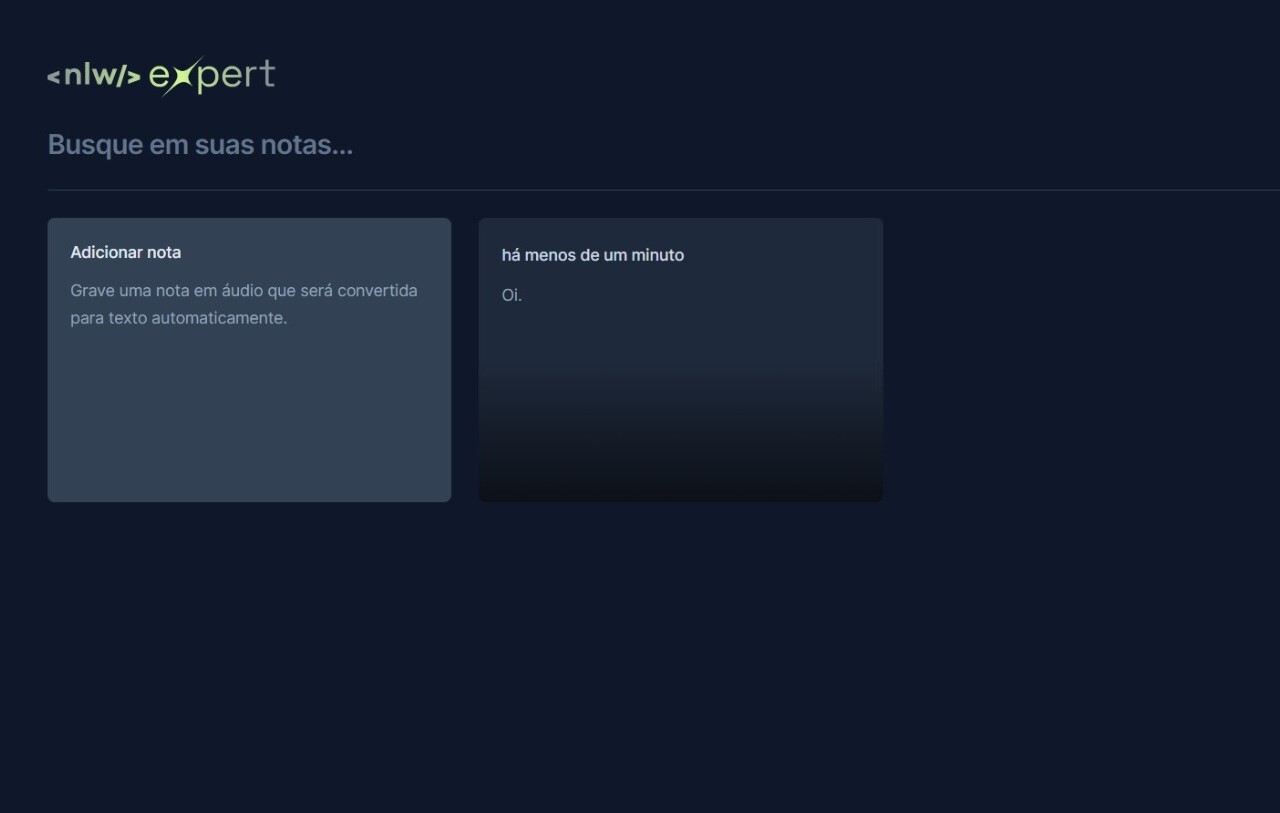 <nlw/> expert
Busque em suas notas...
Adicionar nota
Grave uma nota em áudio que será convertida
para texto automaticamente.
há menos de um minuto
Oi.